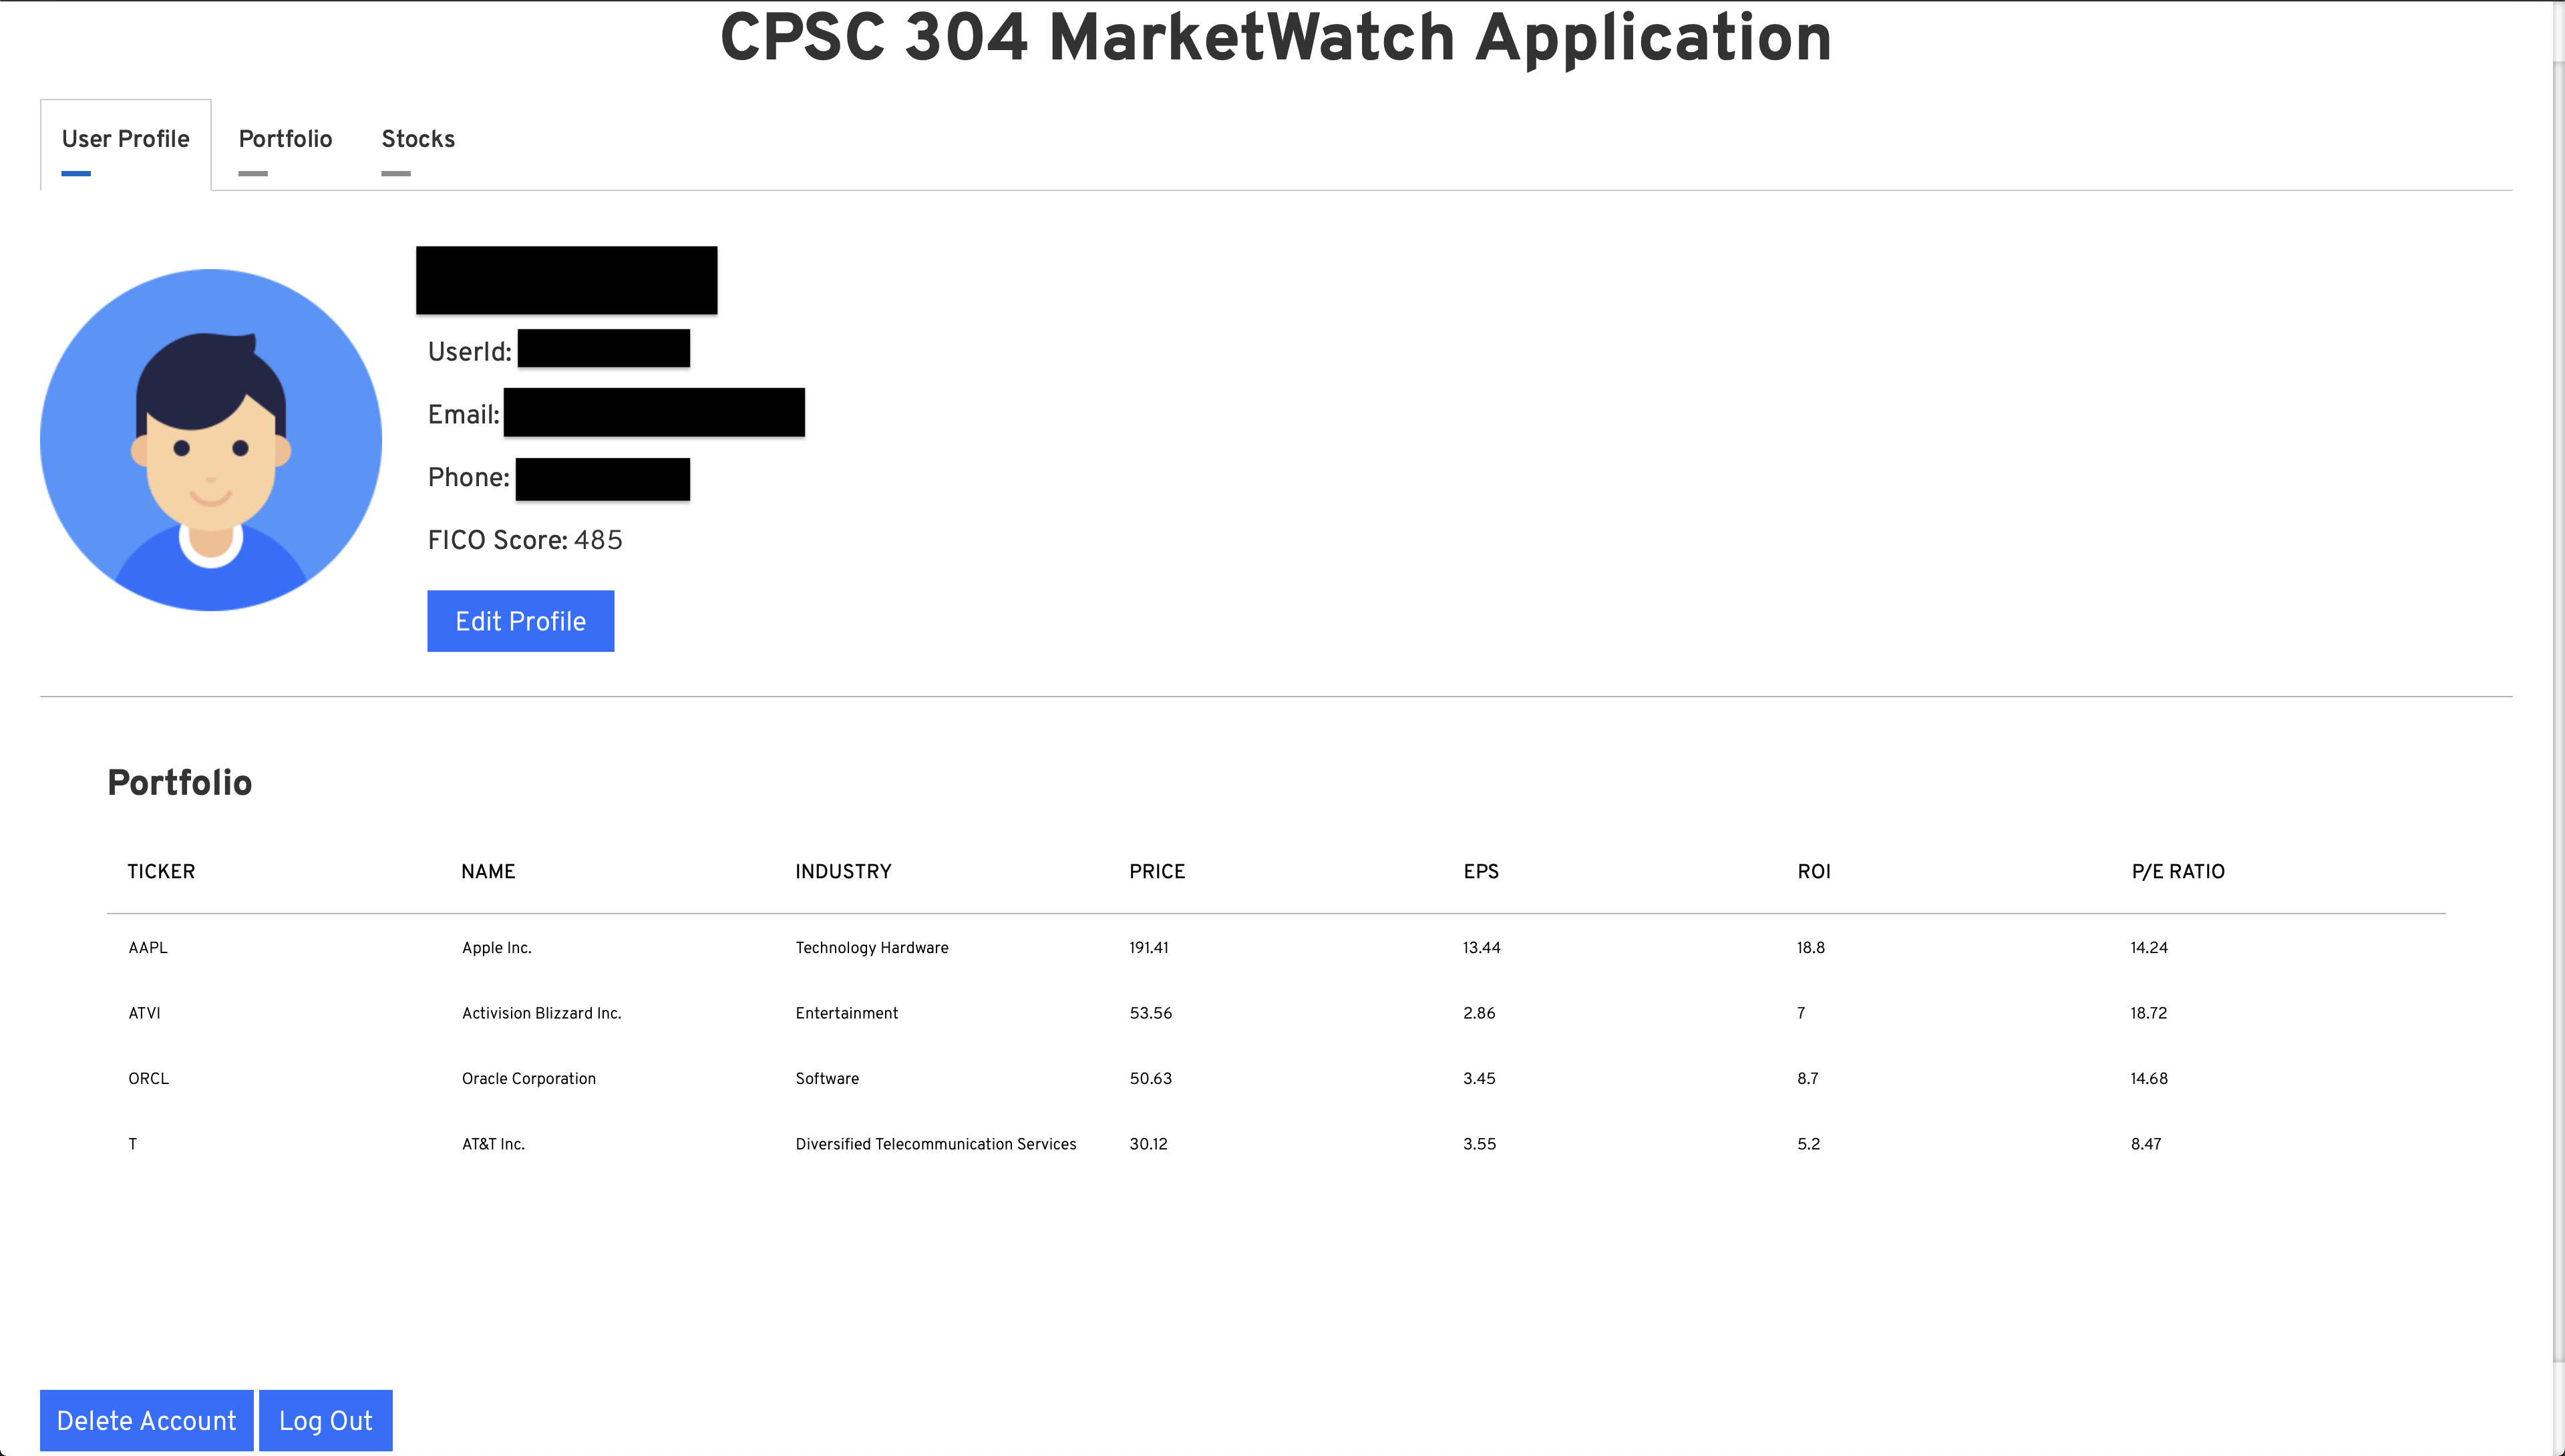 CPSC 304 MarketWatch Application
User Profile Portfolio Stocks
UserId:
Email:
Phone:
FICO Score: 485
Edit Profile
Portfolio
TICKER NAME INDUSTRY PRICE EPS ROI P/E RATIO
AAPL Apple Inc. Technology Hardware 191.41 13.44 18.8 14.24
ATVI Activision Blizzard Inc. Entertainment 53.56 2.86 7 18.72
ORCL Oracle Corporation Software 50.63 3.45 8.7 14.68
T AT&T Inc. Diversified Telecommunication Services 30.12 3.55 5.2 8.47
Delete Account Log Out